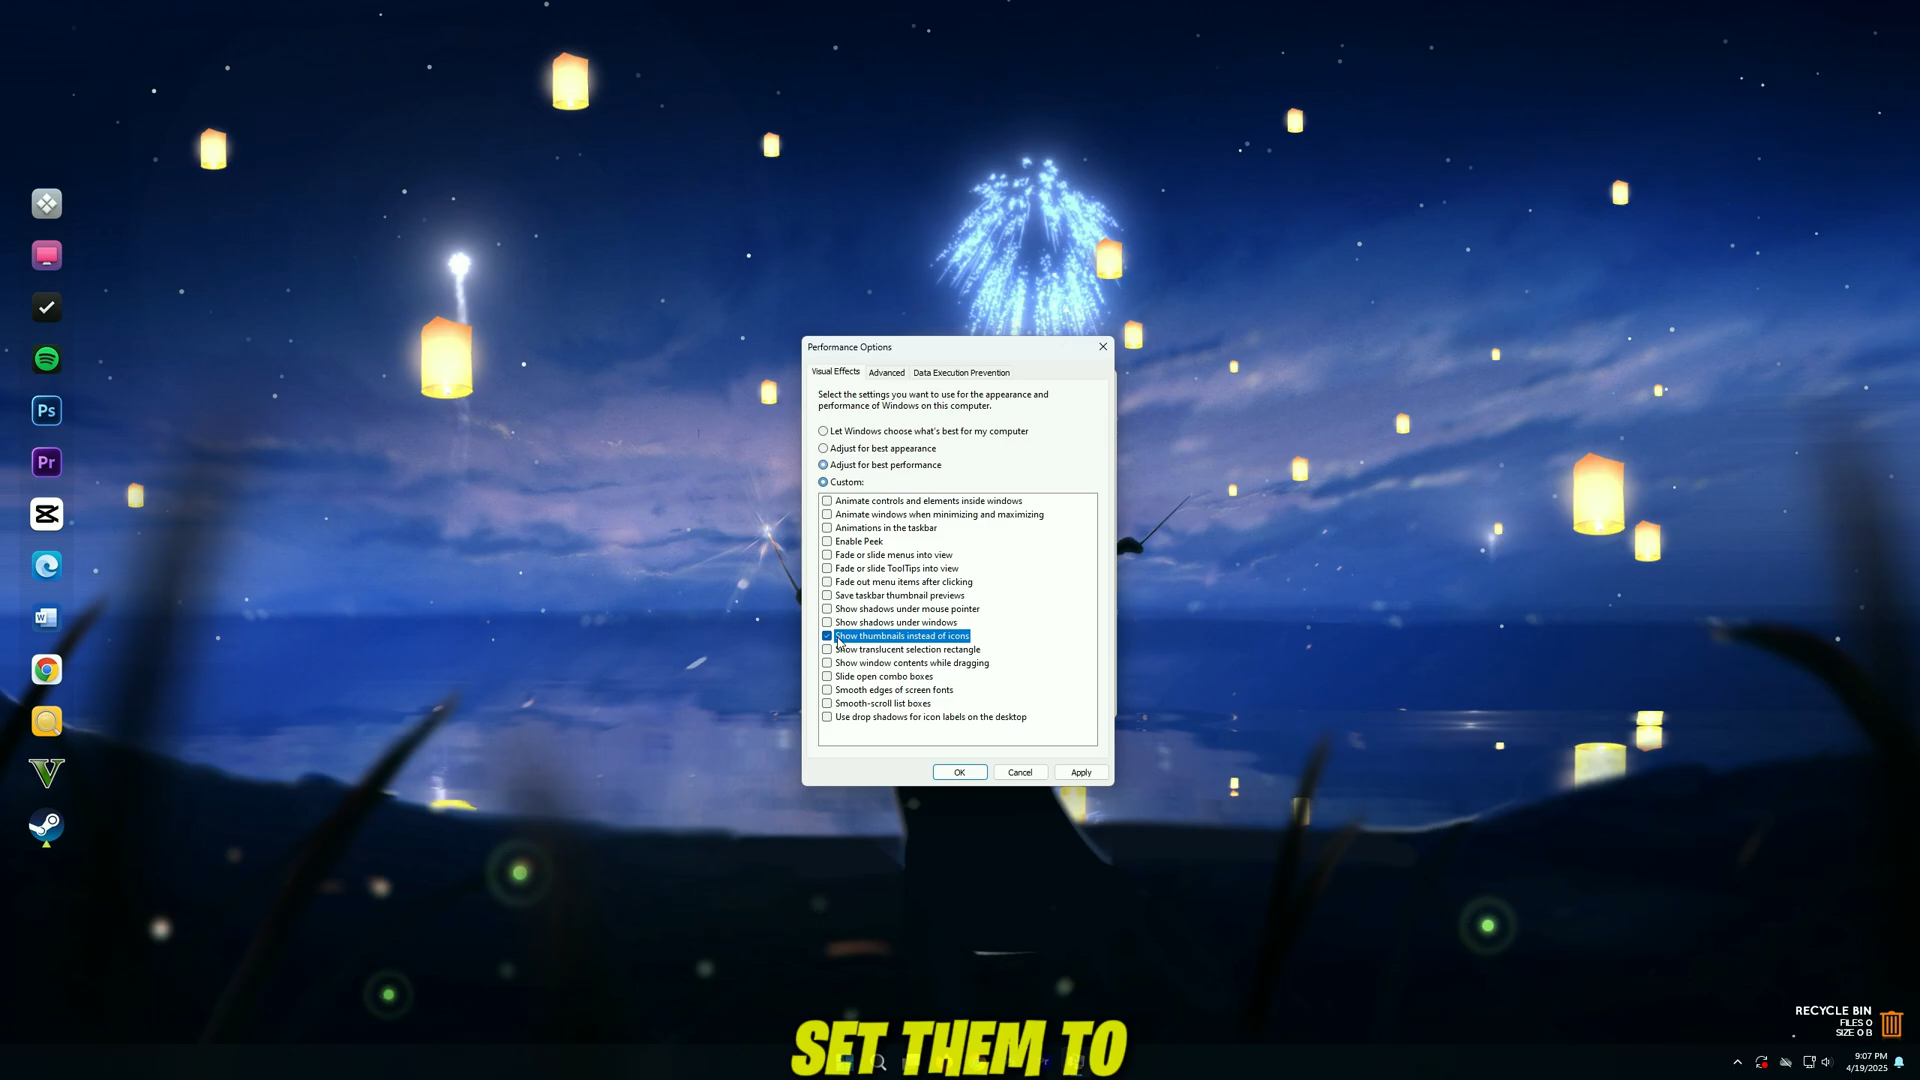 Performance Options
Visual Effects
Advanced
Data Execution Prevention
Select the settings you want to use for the appearance and
performance of Windows on this computer.
Let Windows choose what's best for my computer
Adjust for best appearance
Adjust for best performance
Custom:
Animate controls and elements inside windows
Animate windows when minimizing and maximizing
Animations in the taskbar
Enable Peek
Fade or slide menus into view
Fade or slide ToolTips into view
Fade out menu items after clicking
Save taskbar thumbnail previews
Show shadows under mouse pointer
Show shadows under windows
Show thumbnails instead of icons
Show translucent selection rectangle
Show window contents while dragging
Slide open combo boxes
Smooth edges of screen fonts
Smooth-scroll list boxes
Use drop shadows for icon labels on the desktop
OK
Cancel
Apply
Ps
Pr
W
V
RECYCLE BIN
FILES 0
SIZE 0 B
SET THEM TO
9:07 PM
4/19/2025